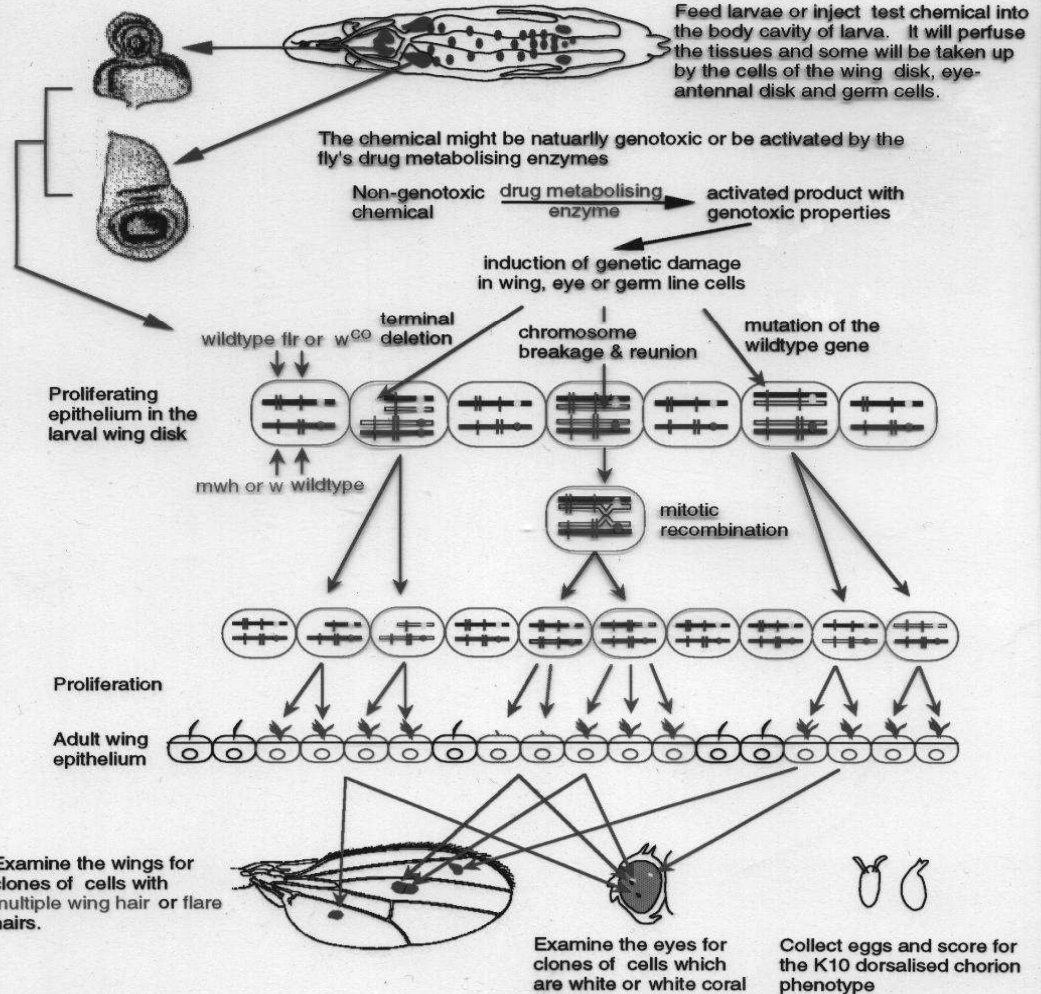 Feed larvae or inject test chemical into
the body cavity of larva. It will perfuse
the tissues and some will be taken up
by the cells of the wing disk, eye-
antennal disk and germ cells.
The chemical might be natuarlly genotoxic or be activated by the
fly's drug metabolising enzymes
Non-genotoxic
chemical
drug metabolising
enzyme
activated product with
genotoxic properties
induction of genetic damage
in wing, eye or germ line cells
wildtype flr or w^co
terminal
deletion
chromosome
breakage & reunion
mutation of the
wildtype gene
Proliferating
epithelium in the
larval wing disk
mwh or w wildtype
mitotic
recombination
Proliferation
Adult wing
epithelium
Examine the wings for
clones of cells with
multiple wing hair or flare
hairs.
Examine the eyes for
clones of cells which
are white or white coral
Collect eggs and score for
the K10 dorsalised chorion
phenotype